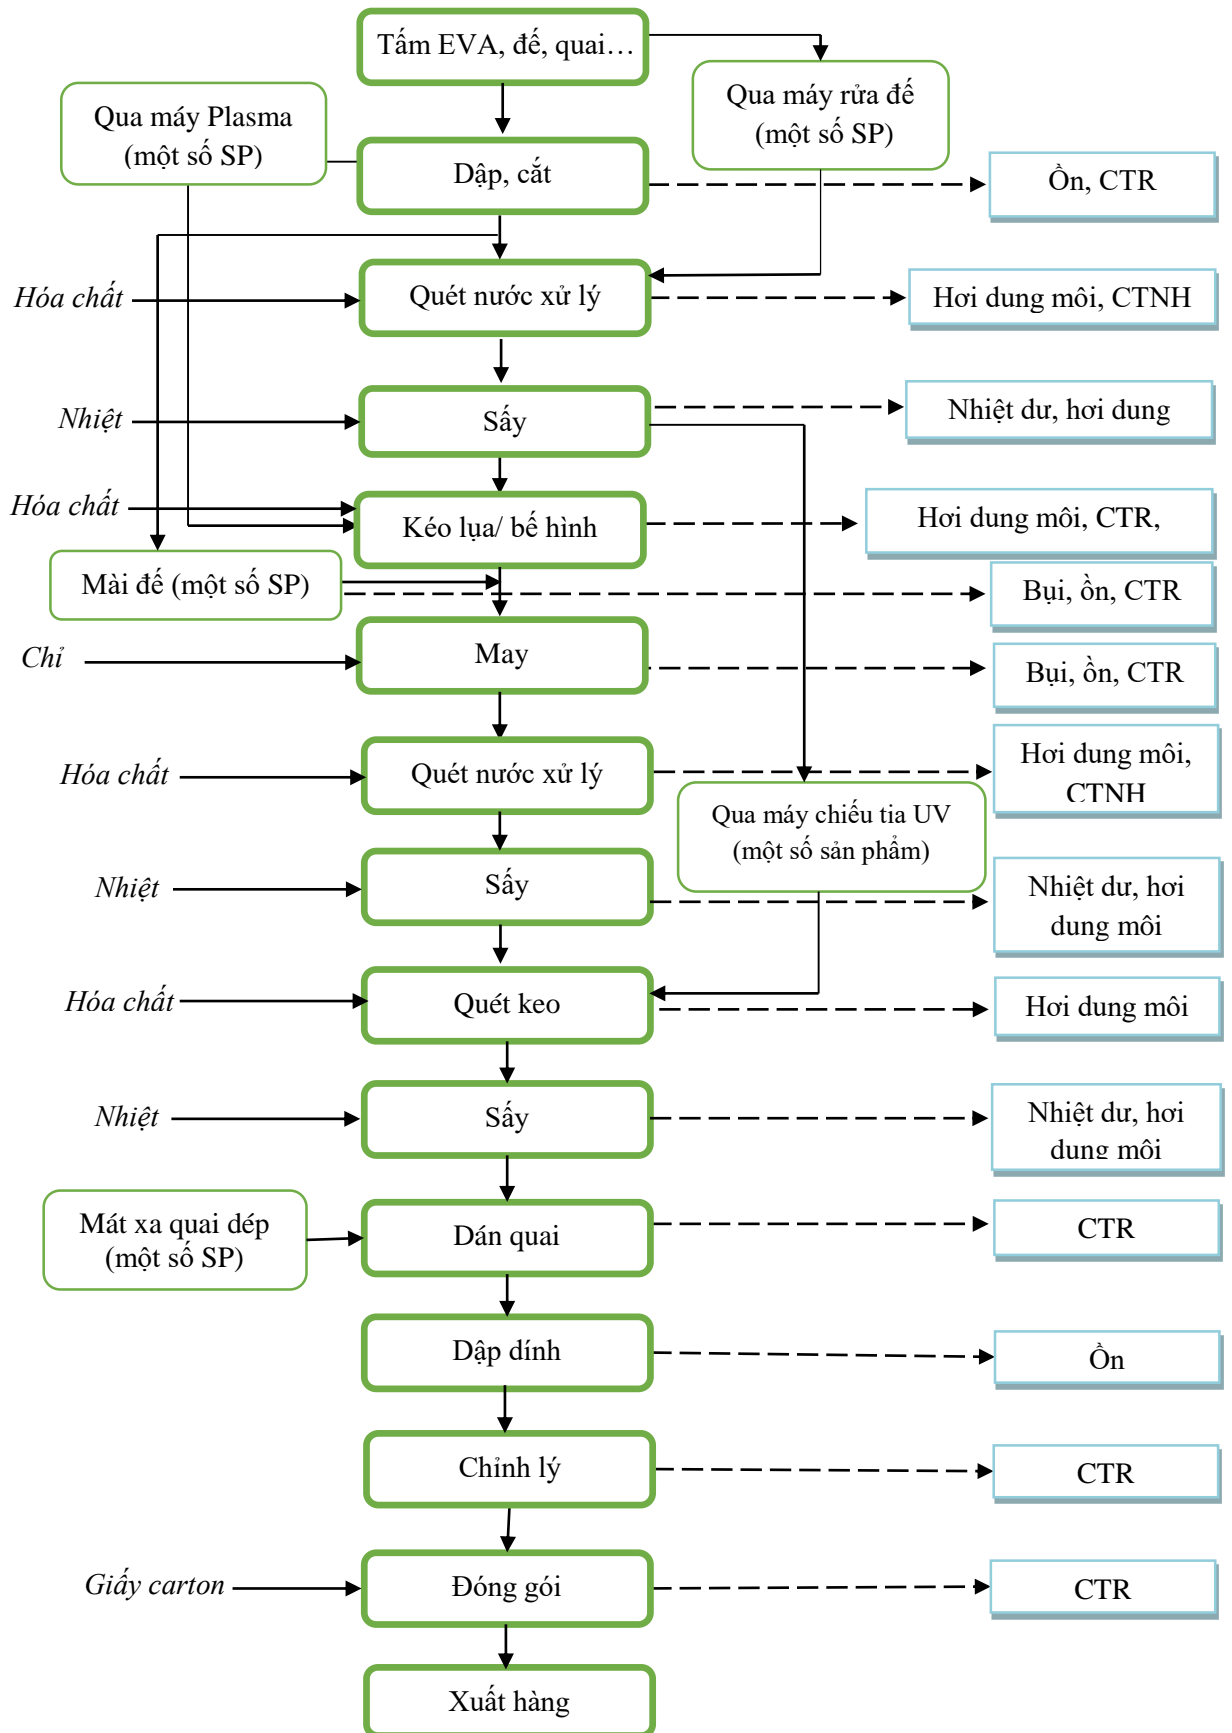 Tấm EVA, đế, quai…
Qua máy rửa đế
(một số SP)
Qua máy Plasma
(một số SP)
Dập, cắt
Ồn, CTR
Hóa chất
Quét nước xử lý
Hơi dung môi, CTNH
Nhiệt
Sấy
Nhiệt dư, hơi dung
Hóa chất
Kéo lụa/ bế hình
Hơi dung môi, CTR,
Mài đế (một số SP)
Bụi, ồn, CTR
Chỉ
May
Bụi, ồn, CTR
Hóa chất
Quét nước xử lý
Hơi dung môi,
CTNH
Qua máy chiếu tia UV
(một số sản phẩm)
Nhiệt
Sấy
Nhiệt dư, hơi
dung môi
Hóa chất
Quét keo
Hơi dung môi
Nhiệt
Sấy
Nhiệt dư, hơi
dung môi
Mát xa quai dép
(một số SP)
Dán quai
CTR
Dập dính
Ồn
Chỉnh lý
CTR
Giấy carton
Đóng gói
CTR
Xuất hàng